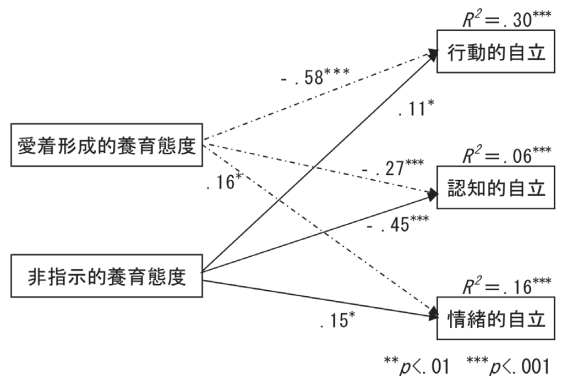 R²＝.30***
行動的自立
-.58***
.11*
愛着形成的養育態度
R²＝.06***
-.27***
認知的自立
.16*
-.45***
非指示的養育態度
R²＝.16***
情緒的自立
.15*
**p<.01 ***p<.001